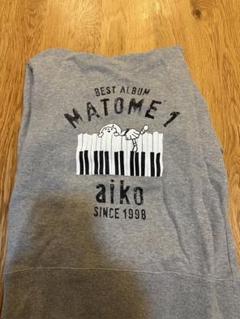 BEST ALBUM
MATOME 1
aiko
SINCE 1998